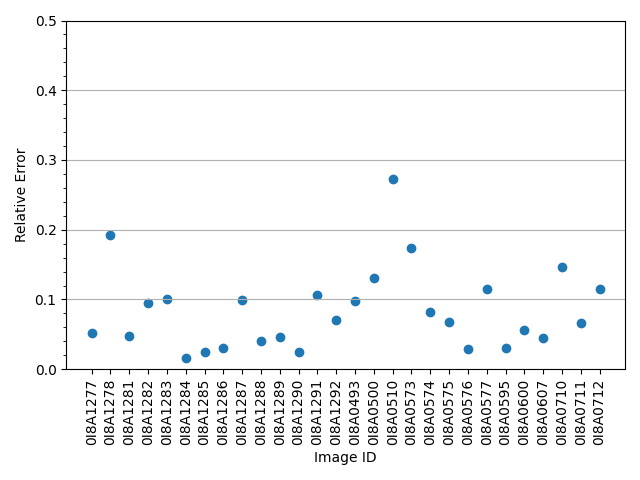 0.5
0.4
0.3
0.2
0.1
0.0
Relative Error
0I8A1277
0I8A1278
0I8A1281
0I8A1282
0I8A1283
0I8A1284
0I8A1285
0I8A1286
0I8A1287
0I8A1288
0I8A1289
0I8A1290
0I8A1291
0I8A1292
0I8A0493
0I8A0500
0I8A0510
0I8A0573
0I8A0574
0I8A0575
0I8A0576
0I8A0577
0I8A0595
0I8A0600
0I8A0607
0I8A0710
0I8A0711
0I8A0712
Image ID